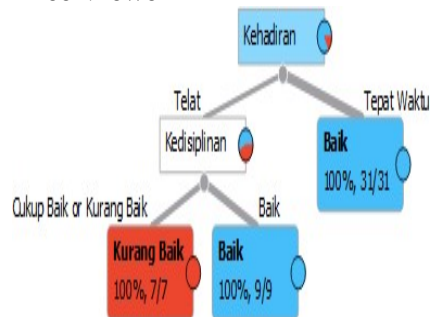 Kehadiran
Telat
Tepat Waktu
Kedisiplinan
Baik
100%, 31/31
Cukup Baik or Kurang Baik
Baik
Kurang Baik
100%, 7/7
Baik
100%, 9/9